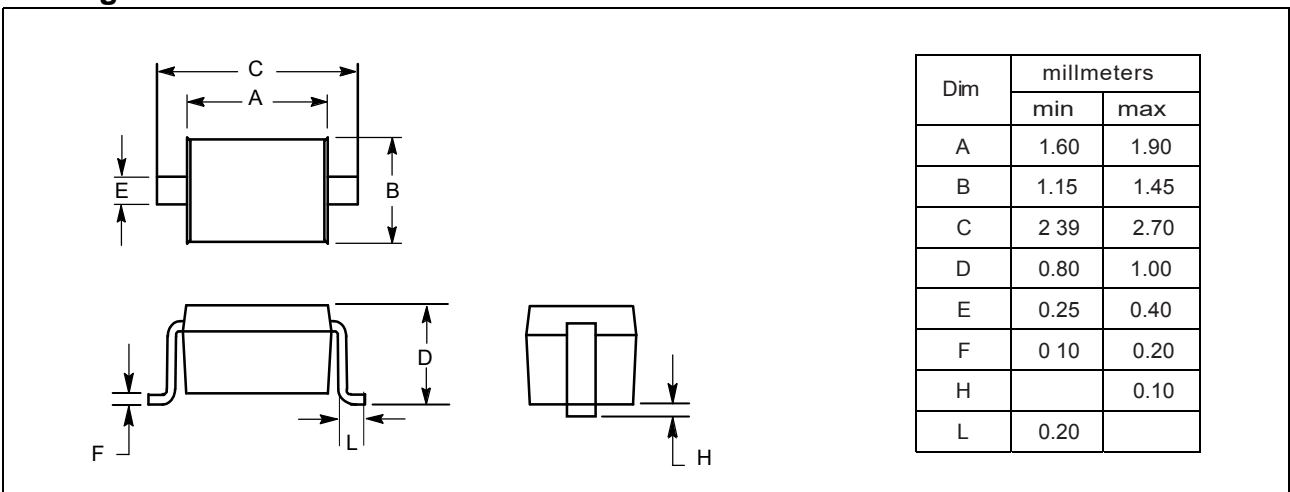 C
A
E
B
D
F
L
H
Dim millmeters
min max
A 1.60 1.90
B 1.15 1.45
C 2 39 2.70
D 0.80 1.00
E 0.25 0.40
F 0 10 0.20
H 0.10
L 0.20